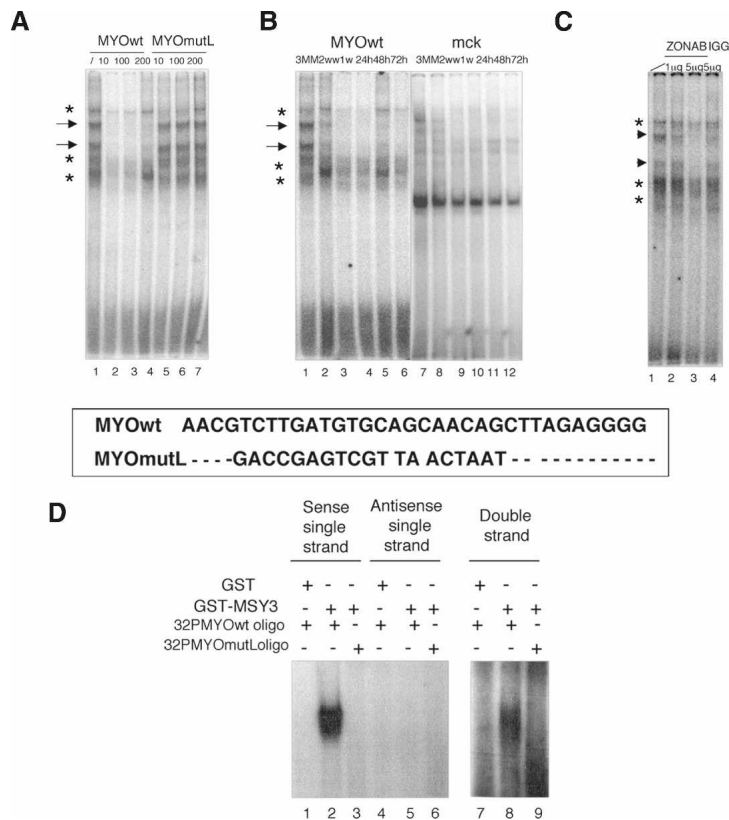 A
MYOwt MYOmutL
/ 10 100 200 10 100 200
*
*
*
1 2 3 4 5 6 7
B
MYOwt mck
3MM2ww1w 24h48h72h 3MM2ww1w 24h48h72h
*
*
*
1 2 3 4 5 6 7 8 9 10 11 12
C
ZONAB IGG
1µg 5µg5µg
*
*
*
1 2 3 4
MYOwt AACGTCTTGATGTGCAGCAACAGCTTAGAGGGG
MYOmutL - - - -GACCGAGTCGT TA ACTAAT- - - - - - - - - - - - -
D
Sense single strand
Antisense single strand
Double strand
GST + - - + - - + - -
GST-MSY3 - + + - + + - + +
32PMYOwt oligo + + - + + - + + -
32PMYOmutLoligo - - + - - + - - +
1 2 3 4 5 6 7 8 9